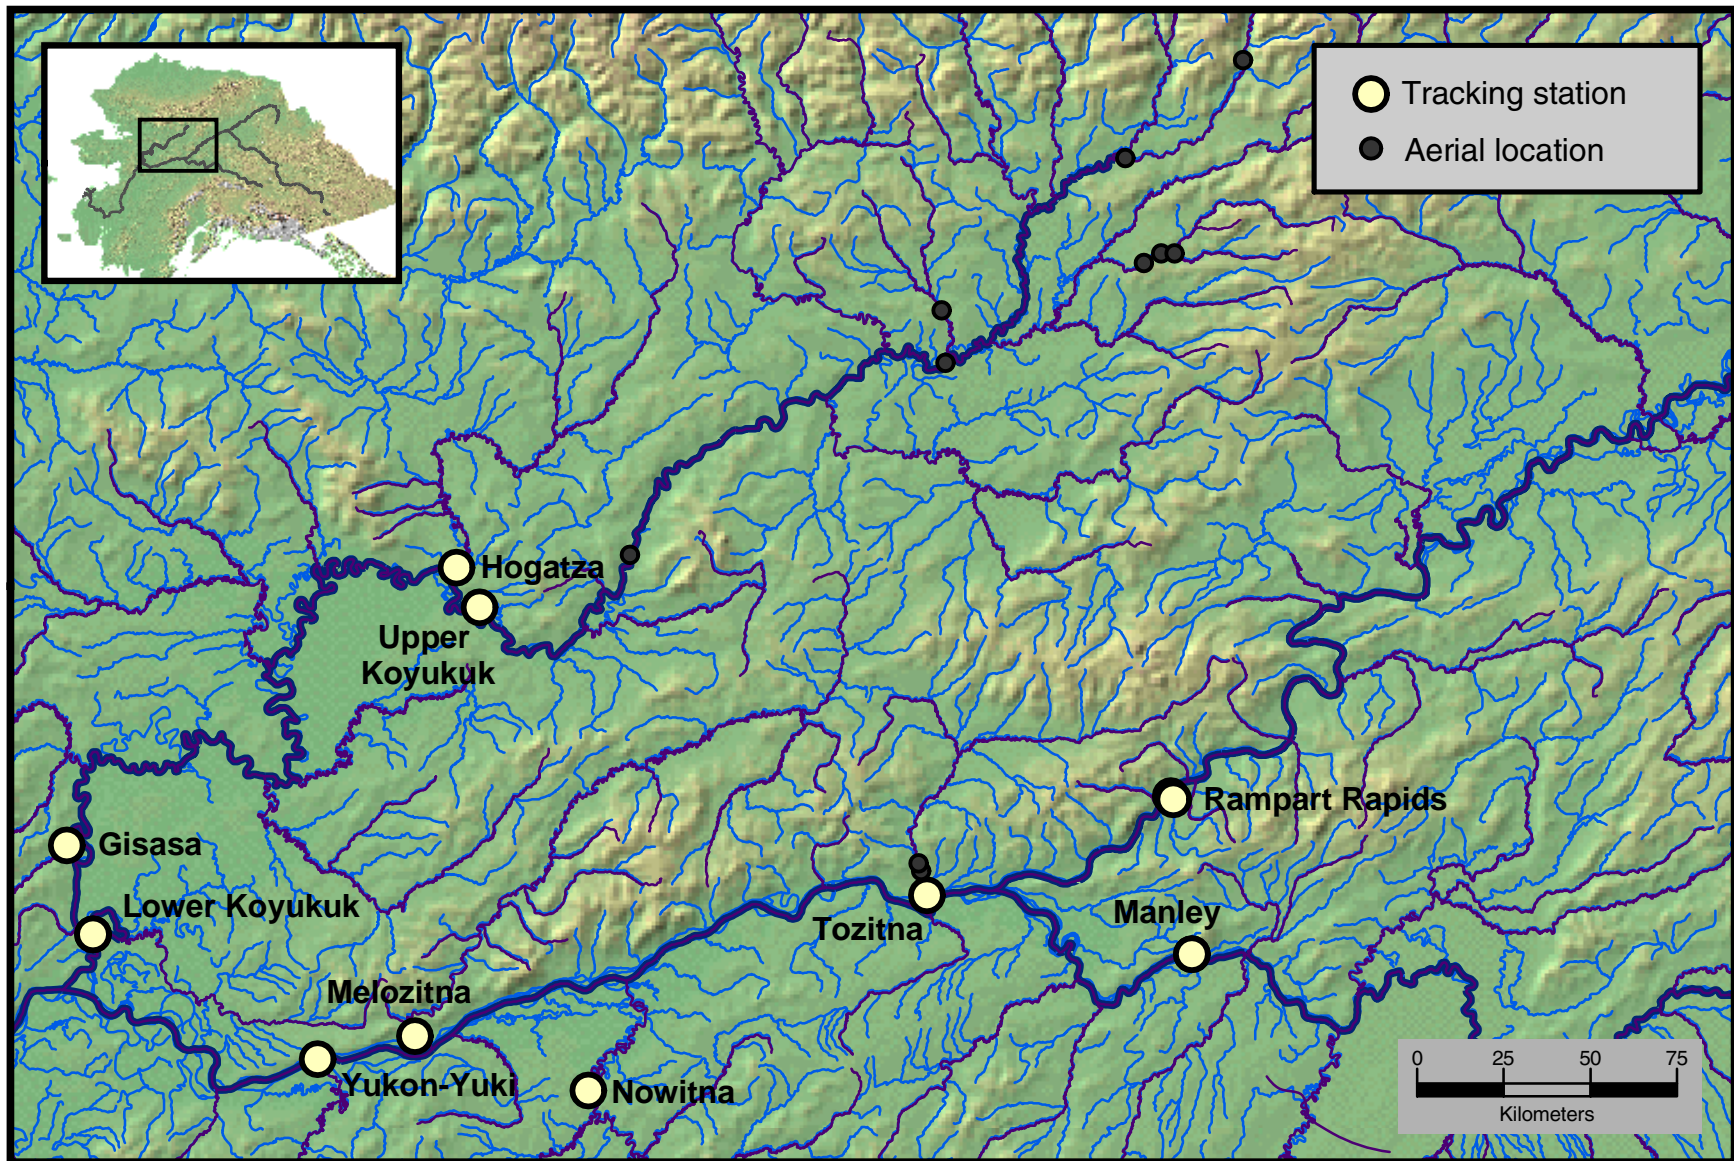 Tracking station
Aerial location
Hogatza
Upper
Koyukuk
Rampart Rapids
Gisasa
Lower Koyukuk
Tozitna
Manley
Melozitna
Yukon-Yuki
Nowitna
0 25 50 75
Kilometers